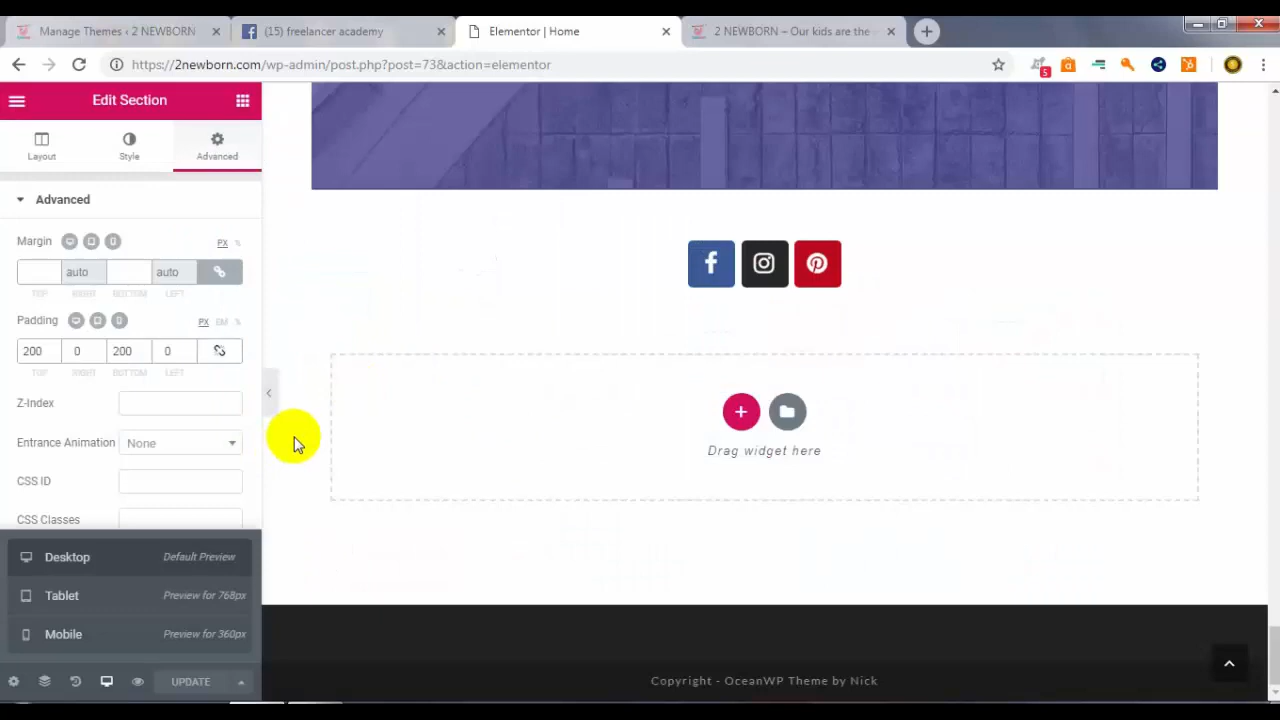 Manage Themes ‹ 2 NEWBORN
(15) freelancer academy
Elementor | Home
2 NEWBORN – Our kids are the
https://2newborn.com/wp-admin/post.php?post=73&action=elementor
5
Edit Section
Layout
Style
Advanced
Advanced
Margin
PX %
auto
auto
TOP RIGHT BOTTOM LEFT
Padding
PX EM %
200 0 200 0
TOP RIGHT BOTTOM LEFT
Z-Index
Entrance Animation
None
CSS ID
CSS Classes
Desktop
Default Preview
Tablet
Preview for 768px
Mobile
Preview for 360px
UPDATE
Drag widget here
Copyright - OceanWP Theme by Nick